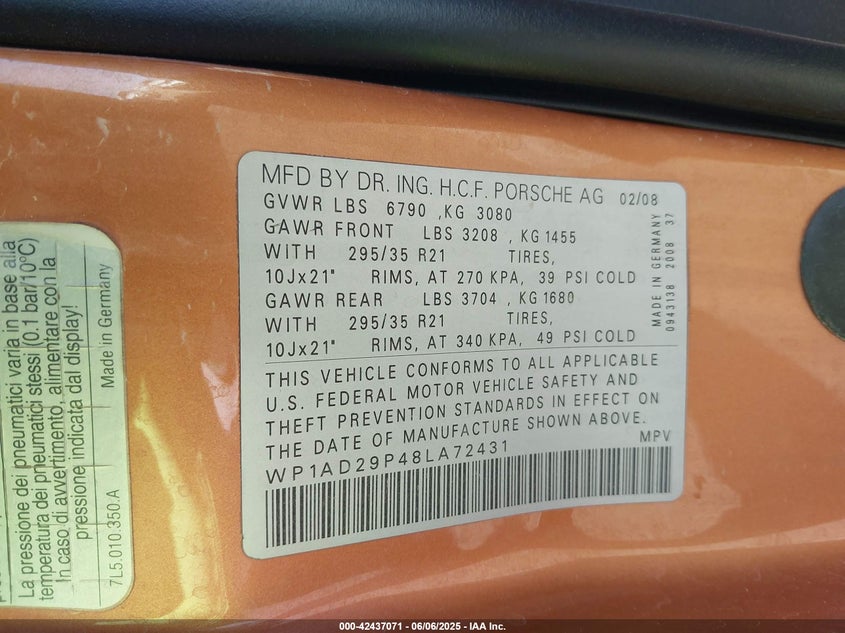 MFD BY DR. ING. H.C.F. PORSCHE AG 02/08
GVWR LBS 6790 ,KG 3080
GAWR FRONT LBS 3208 , KG 1455
WITH 295/35 R21 TIRES,
10Jx21" RIMS, AT 270 KPA, 39 PSI COLD
GAWR REAR LBS 3704 , KG 1680
WITH 295/35 R21 TIRES,
10Jx21" RIMS, AT 340 KPA, 49 PSI COLD
THIS VEHICLE CONFORMS TO ALL APPLICABLE
U.S. FEDERAL MOTOR VEHICLE SAFETY AND
THEFT PREVENTION STANDARDS IN EFFECT ON
THE DATE OF MANUFACTURE SHOWN ABOVE.
MPV
WP1AD29P48LA72431
MADE IN GERMANY
0943138 2008 37
La pressione dei pneumatici varia in base alla
temperatura dei pneumatici stessi (0.1 bar/10°C)
In caso di avvertimento, alimentare con la
pressione indicata dal display!
7L5.010.350.A Made in Germany
000-42437071 - 06/06/2025 - IAA Inc.